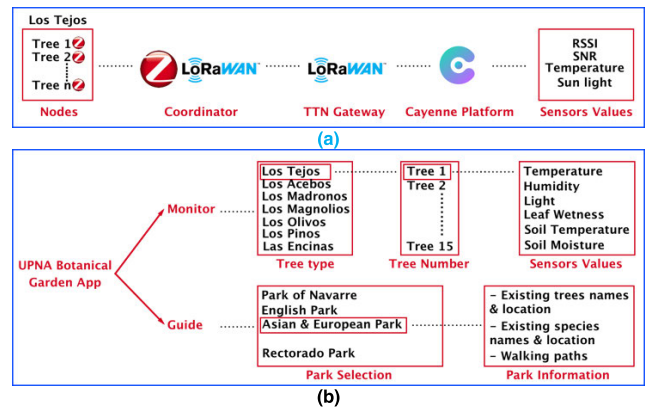 Los Tejos
Tree 1
Tree 2
Tree n
Nodes
LoRaWAN™
Coordinator
LoRaWAN™
TTN Gateway
Cayenne Platform
RSSI
SNR
Temperature
Sun light
Sensors Values
(a)
UPNA Botanical
Garden App
Monitor
Los Tejos
Los Acebos
Los Madronos
Los Magnolios
Los Olivos
Los Pinos
Las Encinas
Tree type
Tree 1
Tree 2
Tree 15
Tree Number
Temperature
Humidity
Light
Leaf Wetness
Soil Temperature
Soil Moisture
Sensors Values
Guide
Park of Navarre
English Park
Asian & European Park
Rectorado Park
Park Selection
- Existing trees names
& location
- Existing species
names & location
- Walking paths
Park Information
(b)